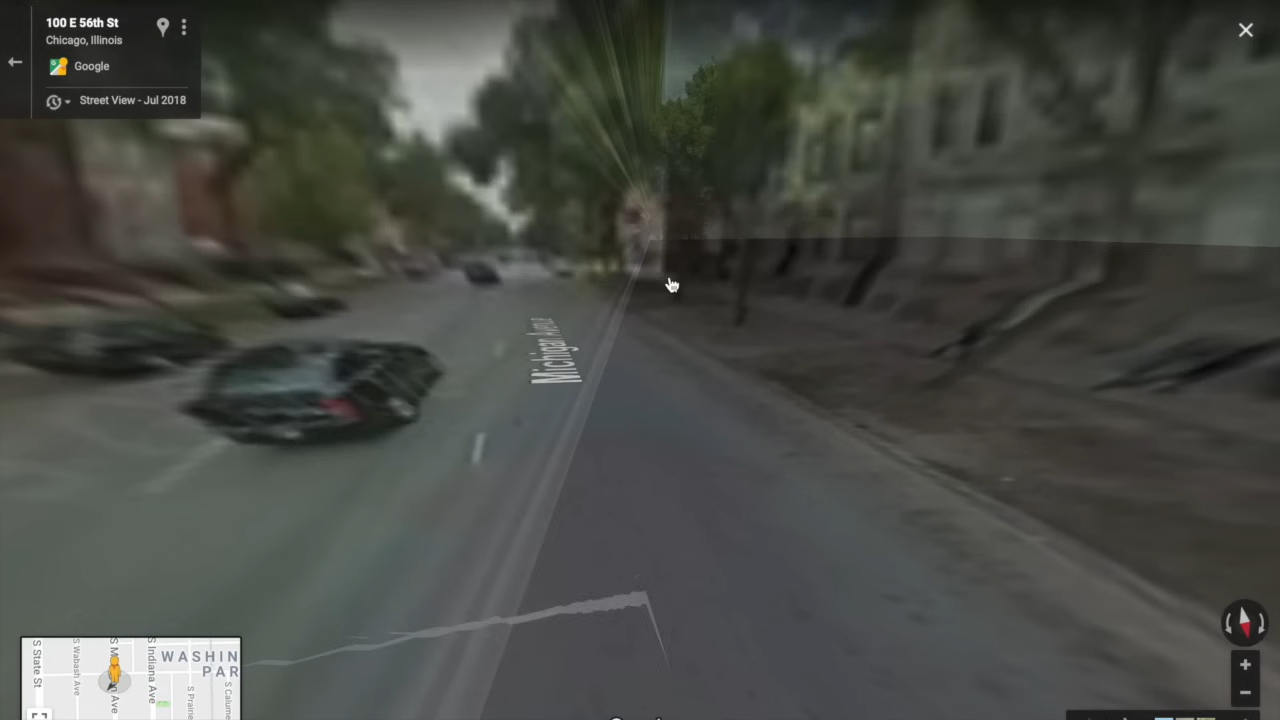 100 E 56th St
Chicago, Illinois
Google
Street View - Jul 2018
Michigan Avenue
S State St
S Wabash Ave
S Indiana Ave
WASHIN
PAR